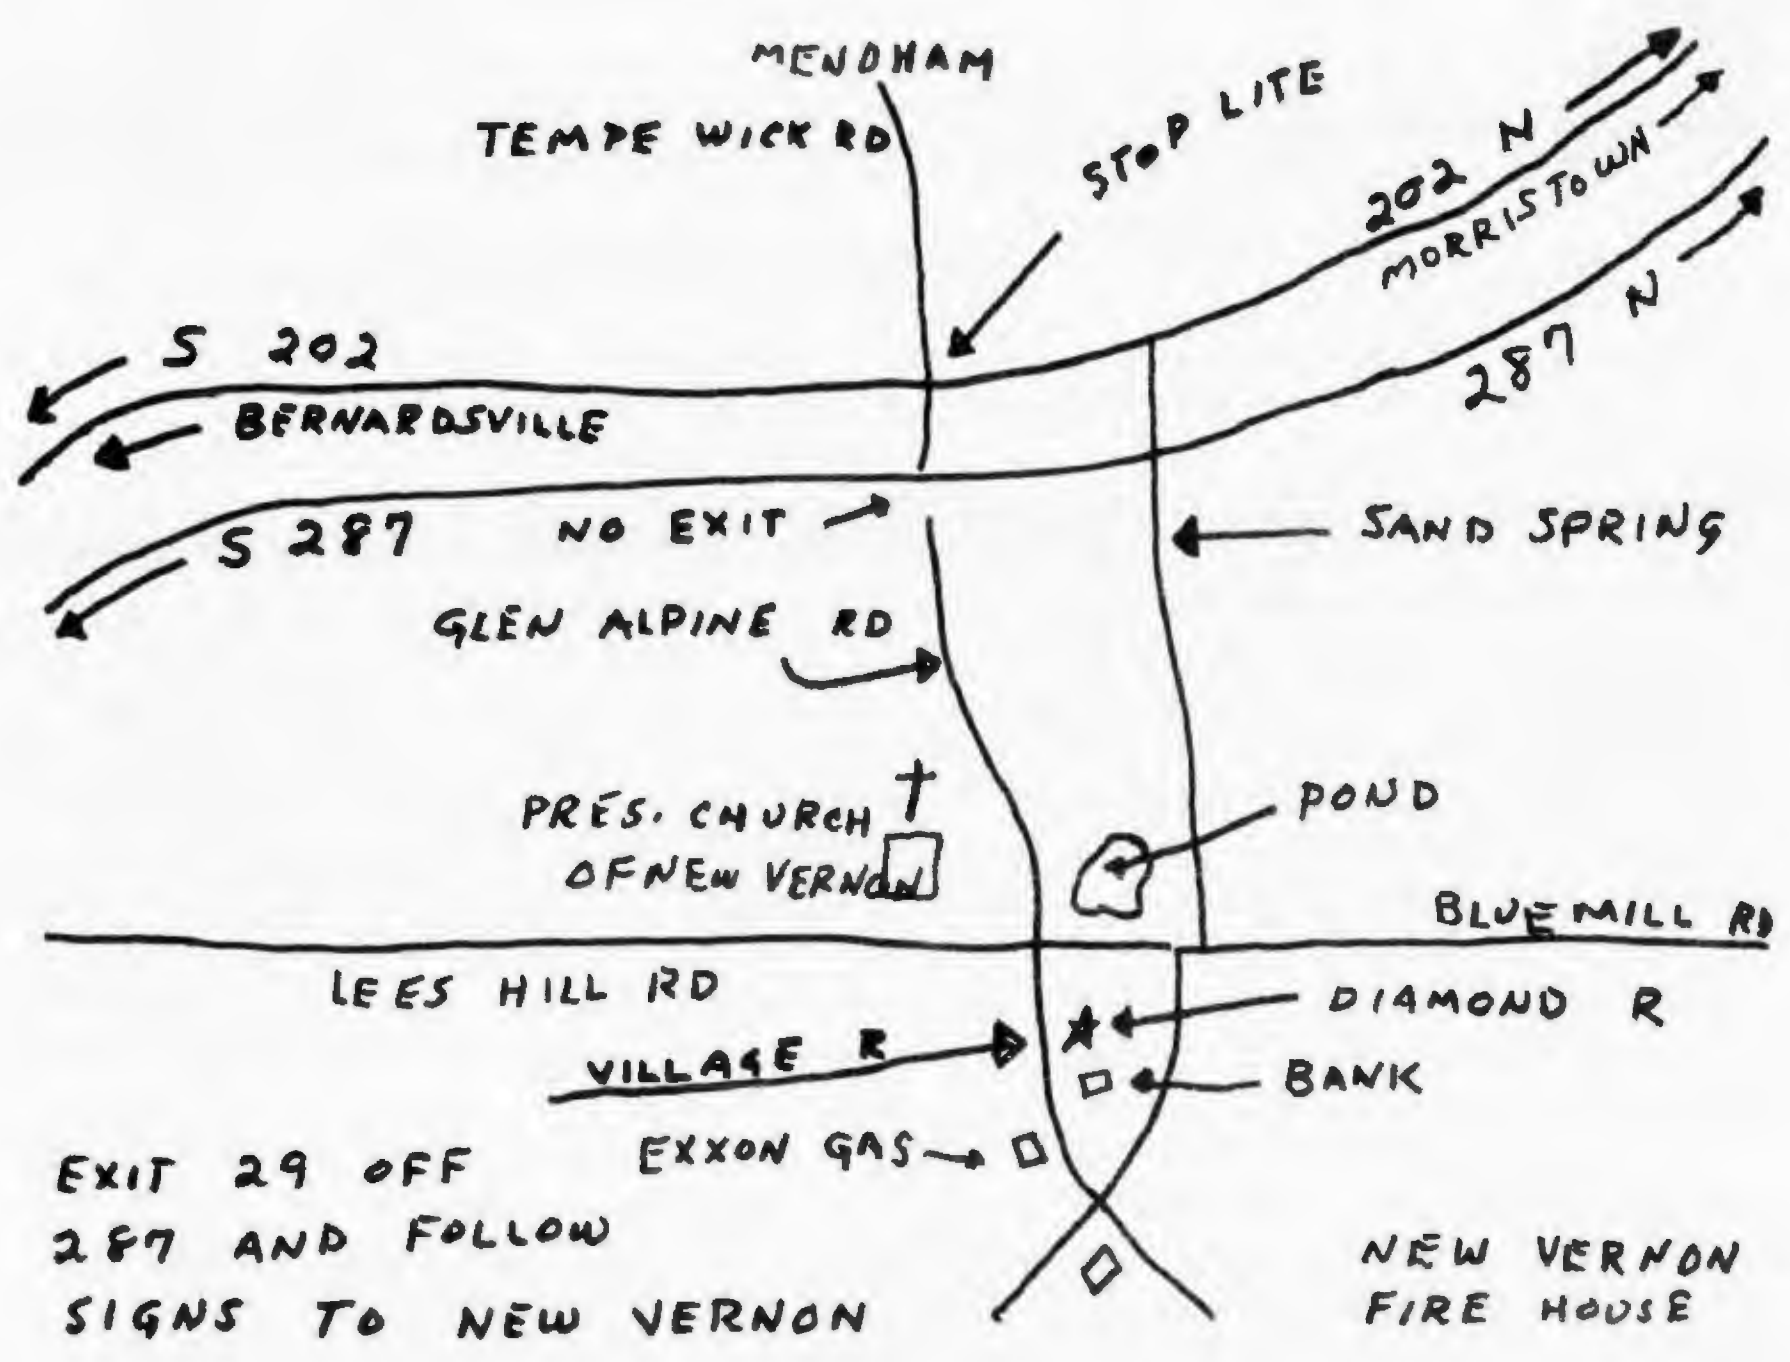 MENDHAM
TEMPE WICK RD
STOP LITE
202 N
MORRISTOWN
287 N
S 202
BERNARDSVILLE
S 287
NO EXIT
SAND SPRING
GLEN ALPINE RD
PRES. CHURCH
OF NEW VERNON
POND
BLUE MILL RD
LEES HILL RD
DIAMOND R
VILLAGE R
BANK
EXXON GAS
EXIT 29 OFF
287 AND FOLLOW
SIGNS TO NEW VERNON
NEW VERNON
FIRE HOUSE